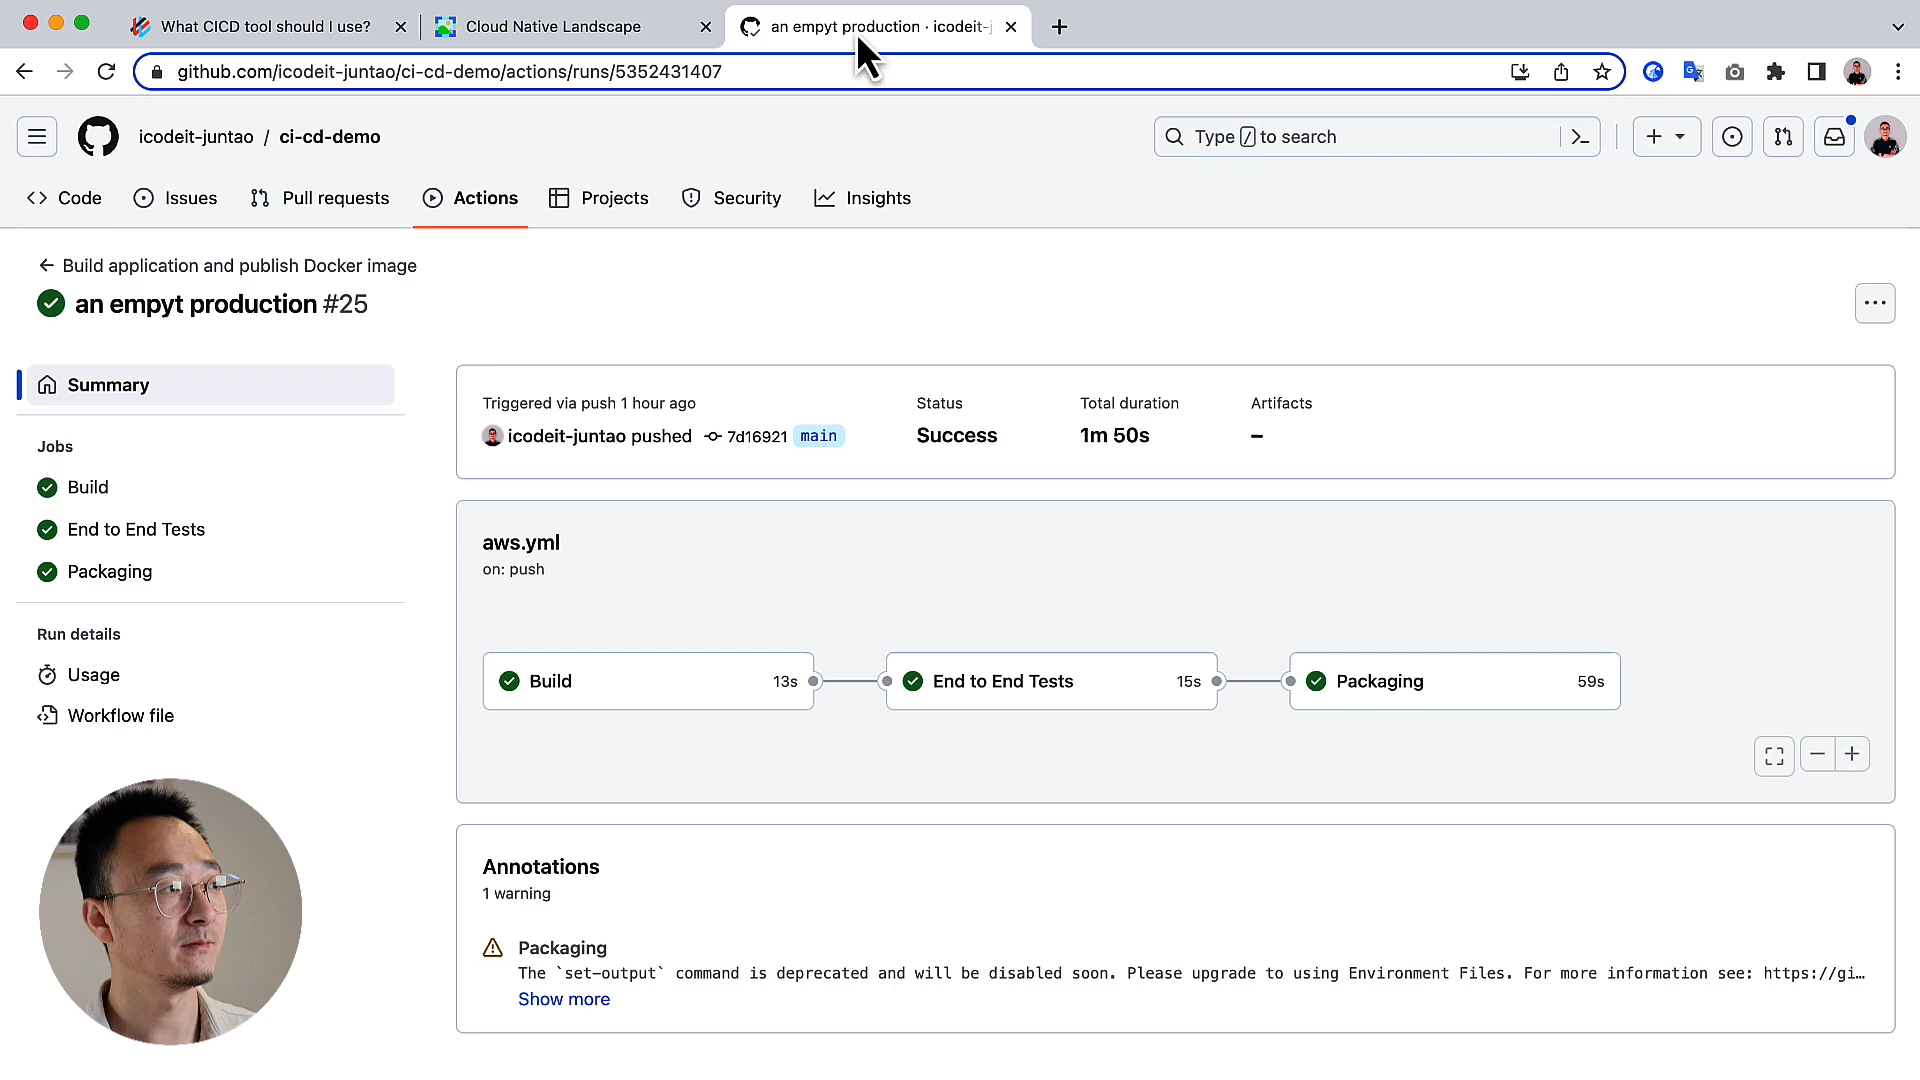 What CICD tool should I use?
Cloud Native Landscape
an empyt production · icodeit-j
github.com/icodeit-juntao/ci-cd-demo/actions/runs/5352431407
icodeit-juntao / ci-cd-demo
Type / to search
Code
Issues
Pull requests
Actions
Projects
Security
Insights
Build application and publish Docker image
an empyt production #25
Summary
Jobs
Build
End to End Tests
Packaging
Run details
Usage
Workflow file
Triggered via push 1 hour ago
icodeit-juntao pushed 7d16921 main
Status
Success
Total duration
1m 50s
Artifacts
–
aws.yml
on: push
Build 13s
End to End Tests 15s
Packaging 59s
Annotations
1 warning
Packaging
The `set-output` command is deprecated and will be disabled soon. Please upgrade to using Environment Files. For more information see: https://gi…
Show more